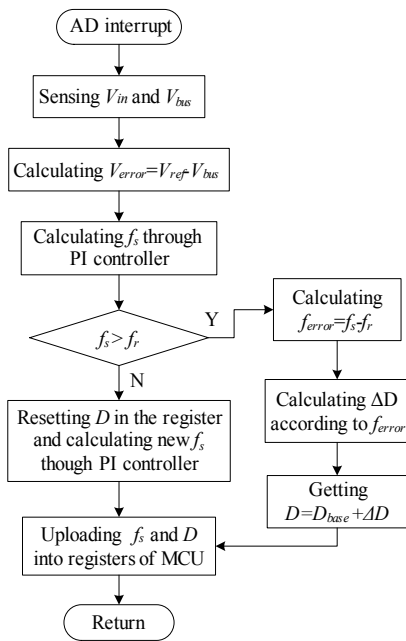 AD interrupt
Sensing Vin and Vbus
Calculating Verror=Vref-Vbus
Calculating fs through
PI controller
fs > fr
Y
N
Calculating
ferror=fs-fr
Calculating ΔD
according to ferror
Getting
D=Dbase+ΔD
Resetting D in the register
and calculating new fs
though PI controller
Uploading fs and D
into registers of MCU
Return